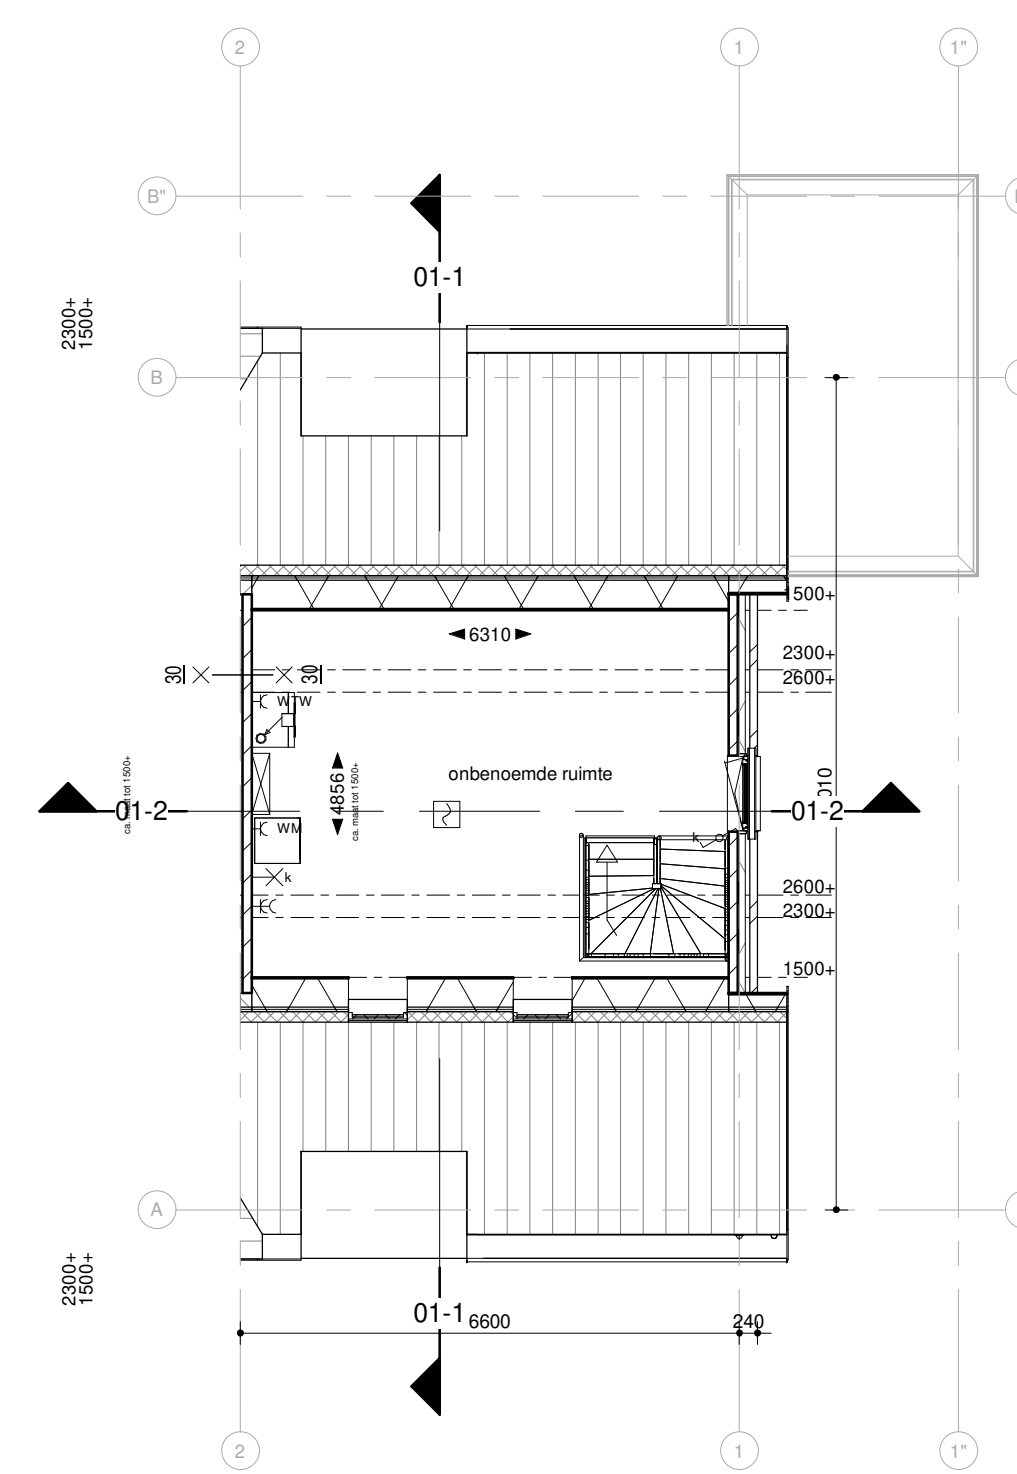 2
1
1"
B"
01-1
2300+
1500+
B
1500+
6310
2300+
2600+
30
30
WTW
onbenoemde ruimte
4856
ca. maat tot 1500+
ca. maat tot 1500+
01-2
01-2
WM
k
k
2600+
2300+
1500+
A
2300+
1500+
01-1
6600
240
2
1
1"